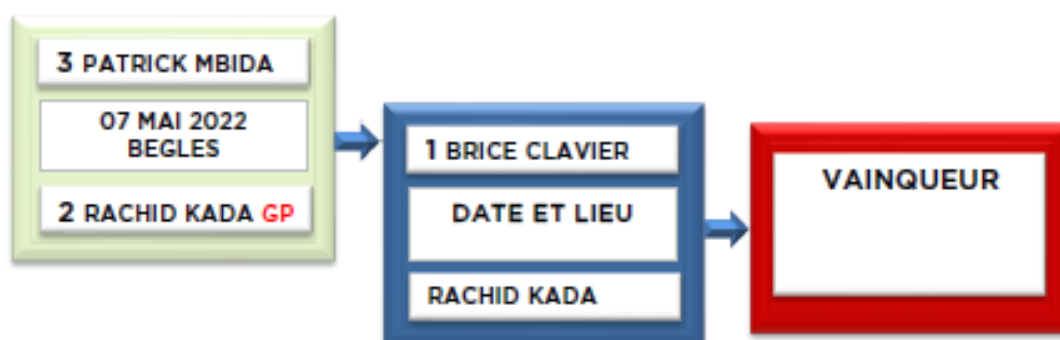 3 PATRICK MBIDA
07 MAI 2022
BEGLES
2 RACHID KADA GP
1 BRICE CLAVIER
DATE ET LIEU
RACHID KADA
VAINQUEUR